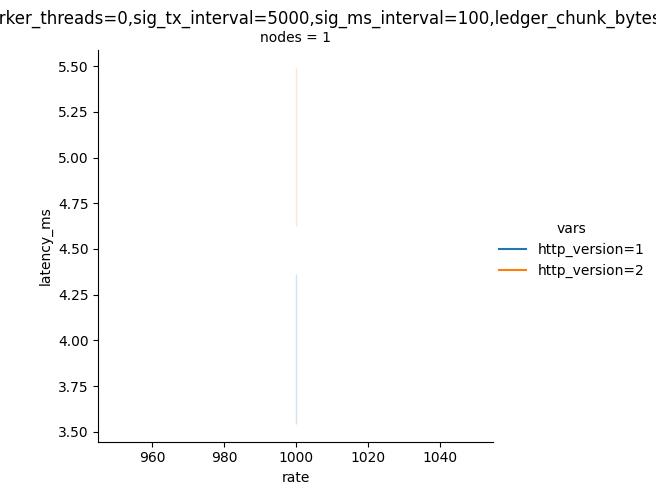 rker_threads=0,sig_tx_interval=5000,sig_ms_interval=100,ledger_chunk_bytes
nodes = 1
5.50
5.25
5.00
4.75
4.50
4.25
4.00
3.75
3.50
latency_ms
960 980 1000 1020 1040
rate
vars
http_version=1
http_version=2